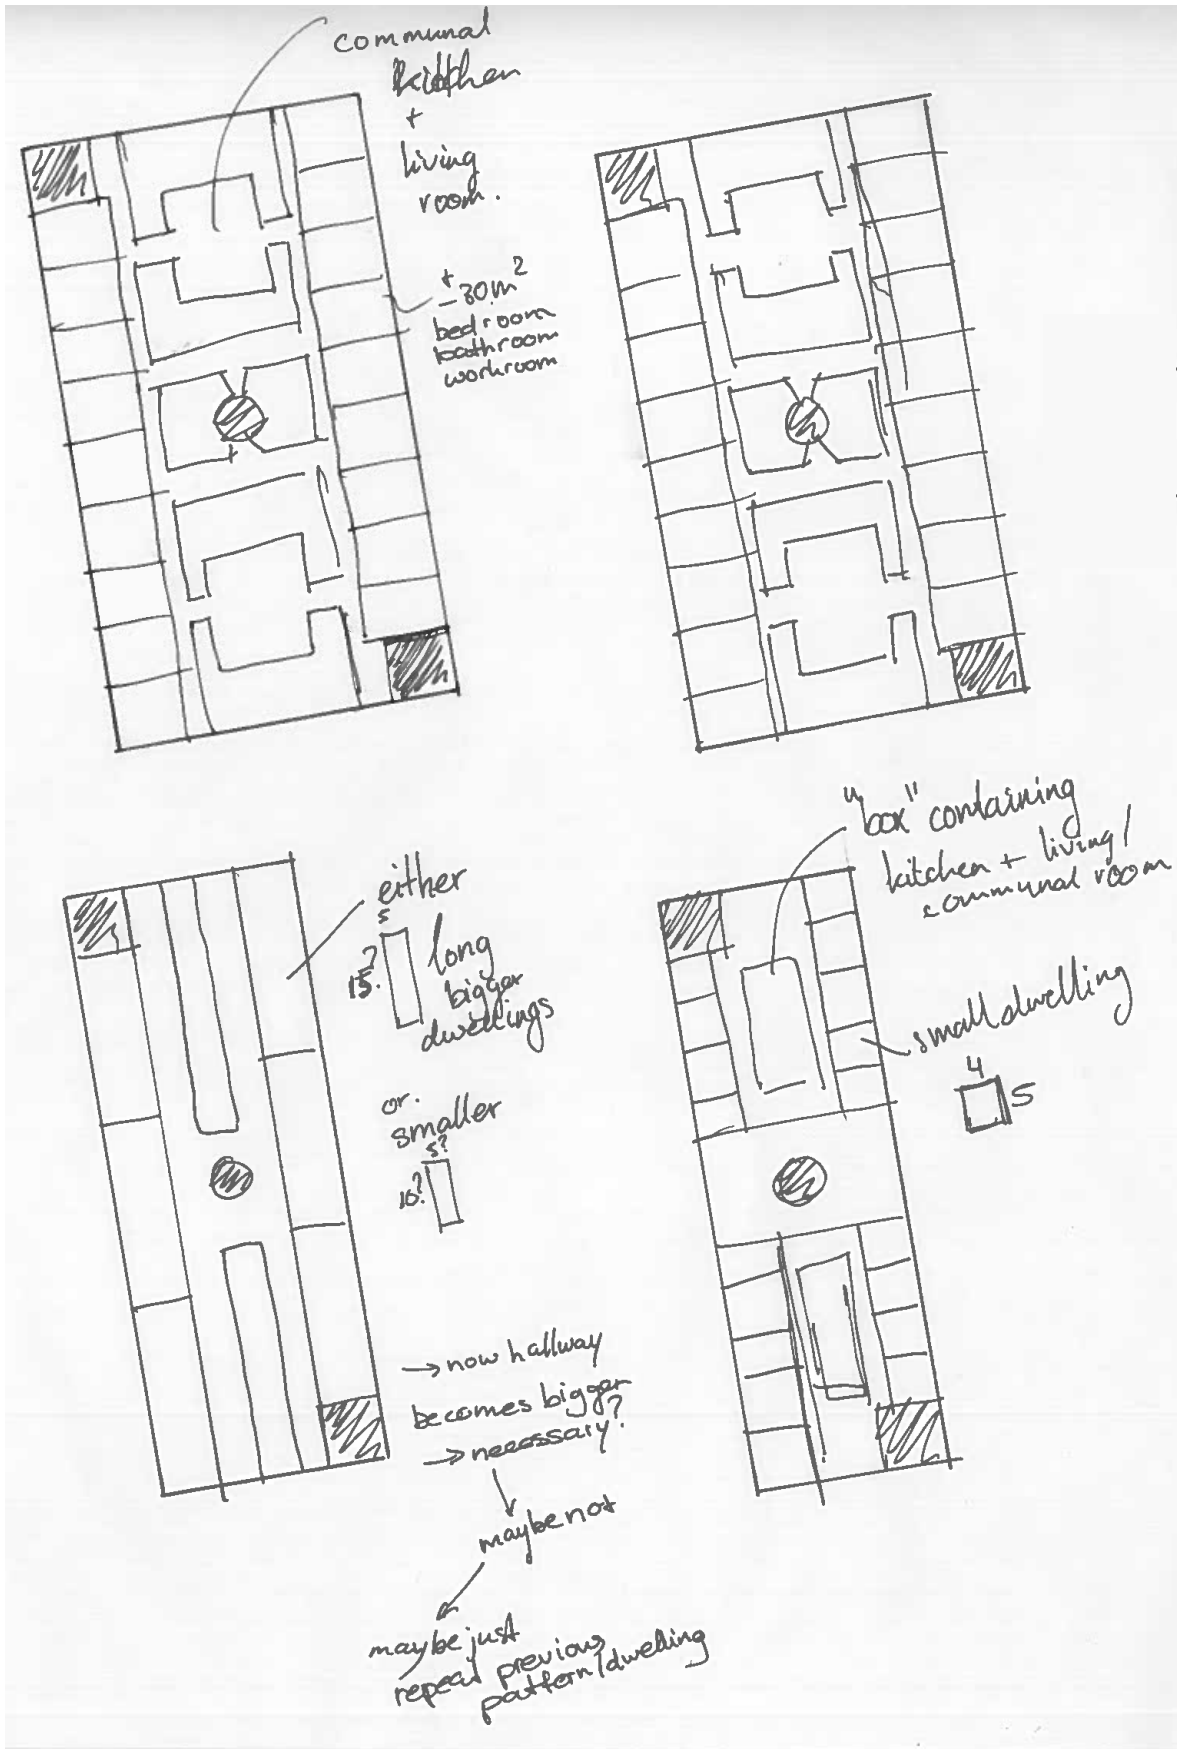 communal
kitchen
+
living
room.
± 30m²
bedroom
bathroom
workroom
either
5
15?
long
bigger
dwellings
or.
smaller
5?
10?
→ now hallway
becomes bigger
→ necessary?
maybe not
maybe just
repeat previous
pattern/dwelling
"box" containing
kitchen + living/
communal room
small dwelling
4
5